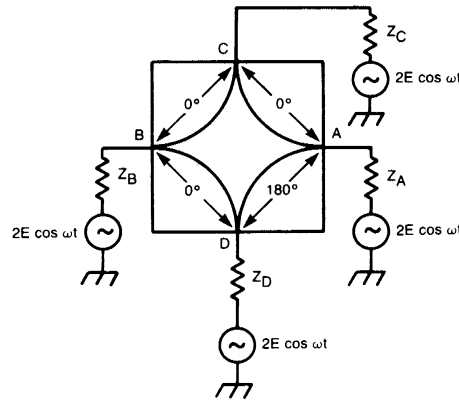 C
Z_C
2E cos ωt
0°
0°
B
A
Z_B
0°
180°
Z_A
2E cos ωt
D
2E cos ωt
Z_D
2E cos ωt